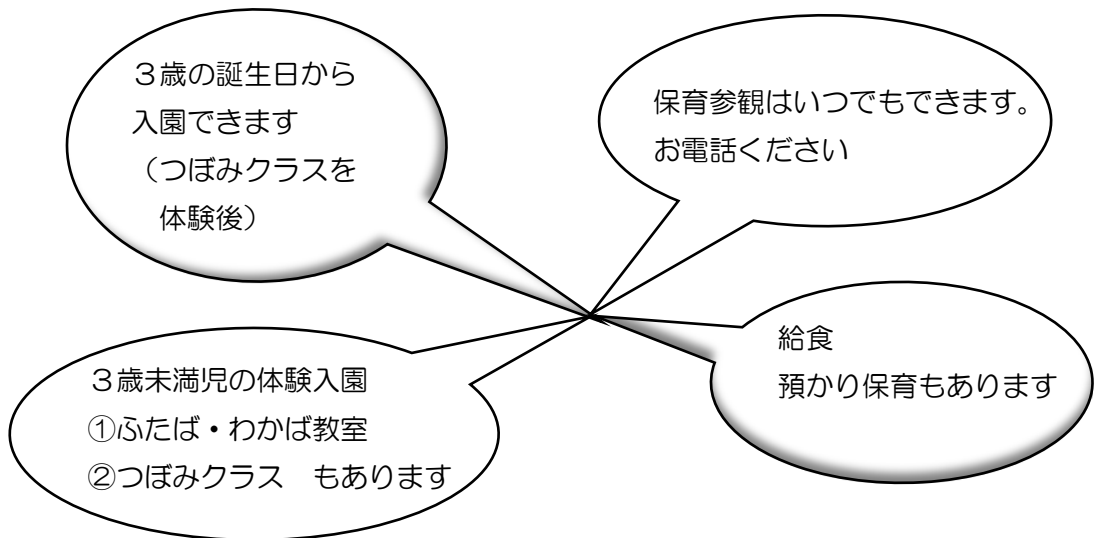 ３歳の誕生日から
入園できます
（つぼみクラスを
体験後）
保育参観はいつでもできます。
お電話ください
３歳未満児の体験入園
①ふたば・わかば教室
②つぼみクラス　もあります
給食
預かり保育もあります